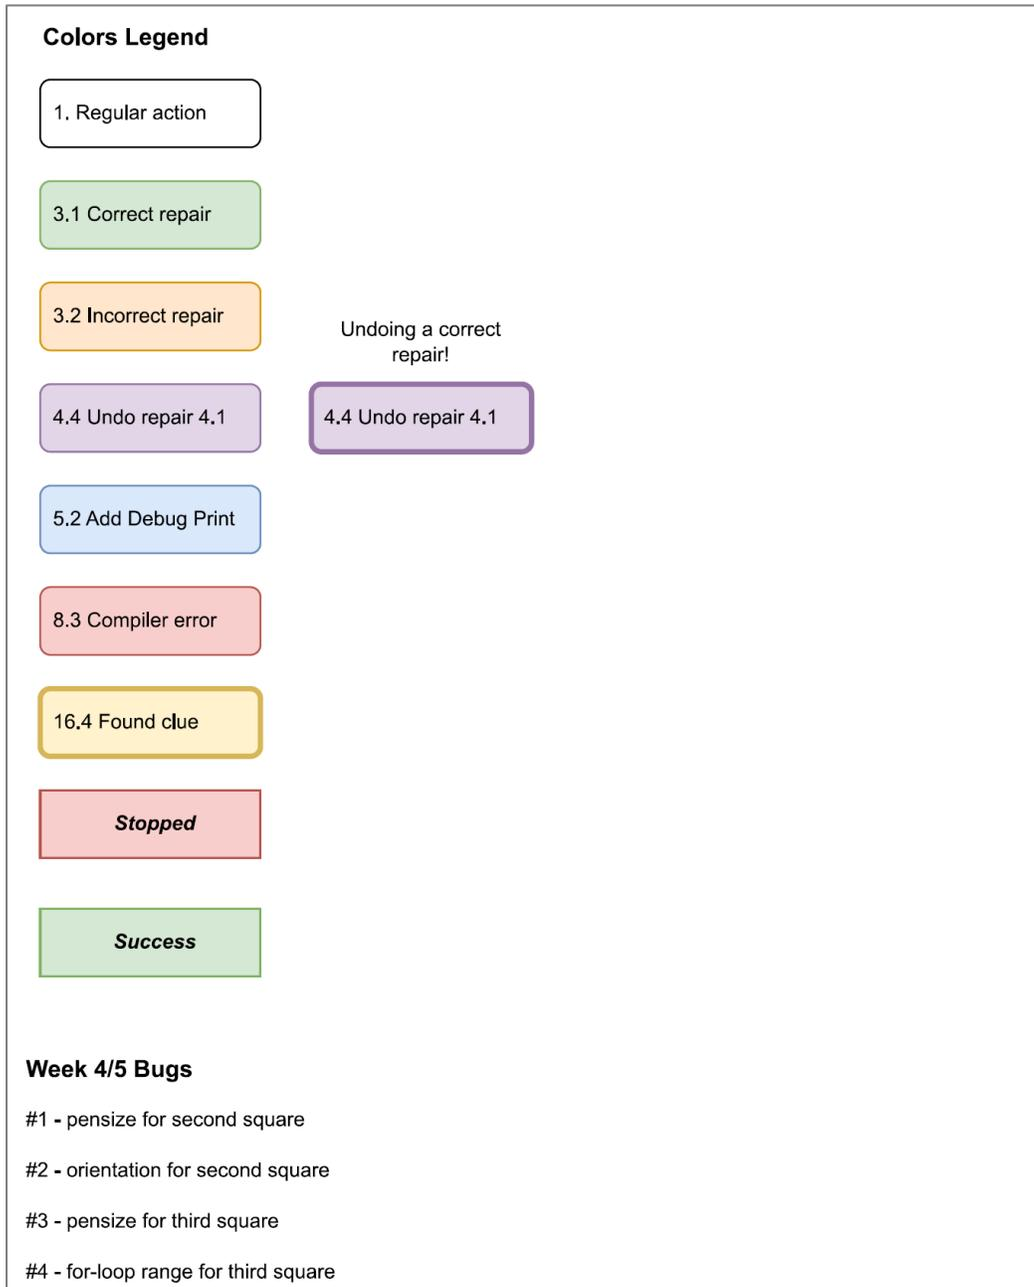 Colors Legend
1. Regular action
3.1 Correct repair
3.2 Incorrect repair
Undoing a correct
repair!
4.4 Undo repair 4.1
4.4 Undo repair 4.1
5.2 Add Debug Print
8.3 Compiler error
16.4 Found clue
Stopped
Success
Week 4/5 Bugs
#1 - pensize for second square
#2 - orientation for second square
#3 - pensize for third square
#4 - for-loop range for third square